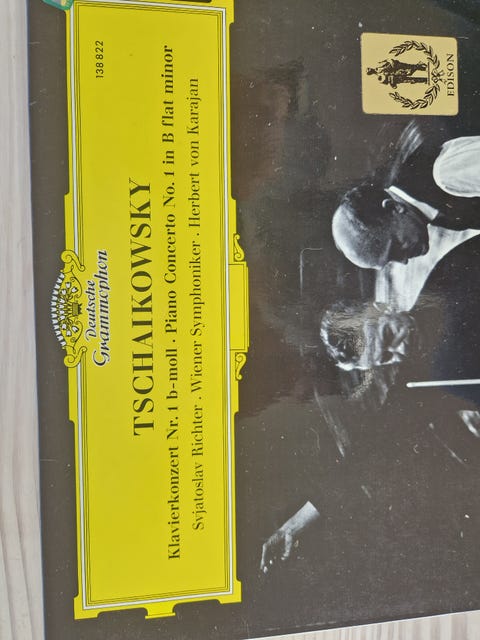 138 822
Deutsche
Grammophon
TSCHAIKOWSKY
Klavierkonzert Nr. 1 b-moll · Piano Concerto No. 1 in B flat minor
Svjatoslav Richter · Wiener Symphoniker · Herbert von Karajan
EDISON